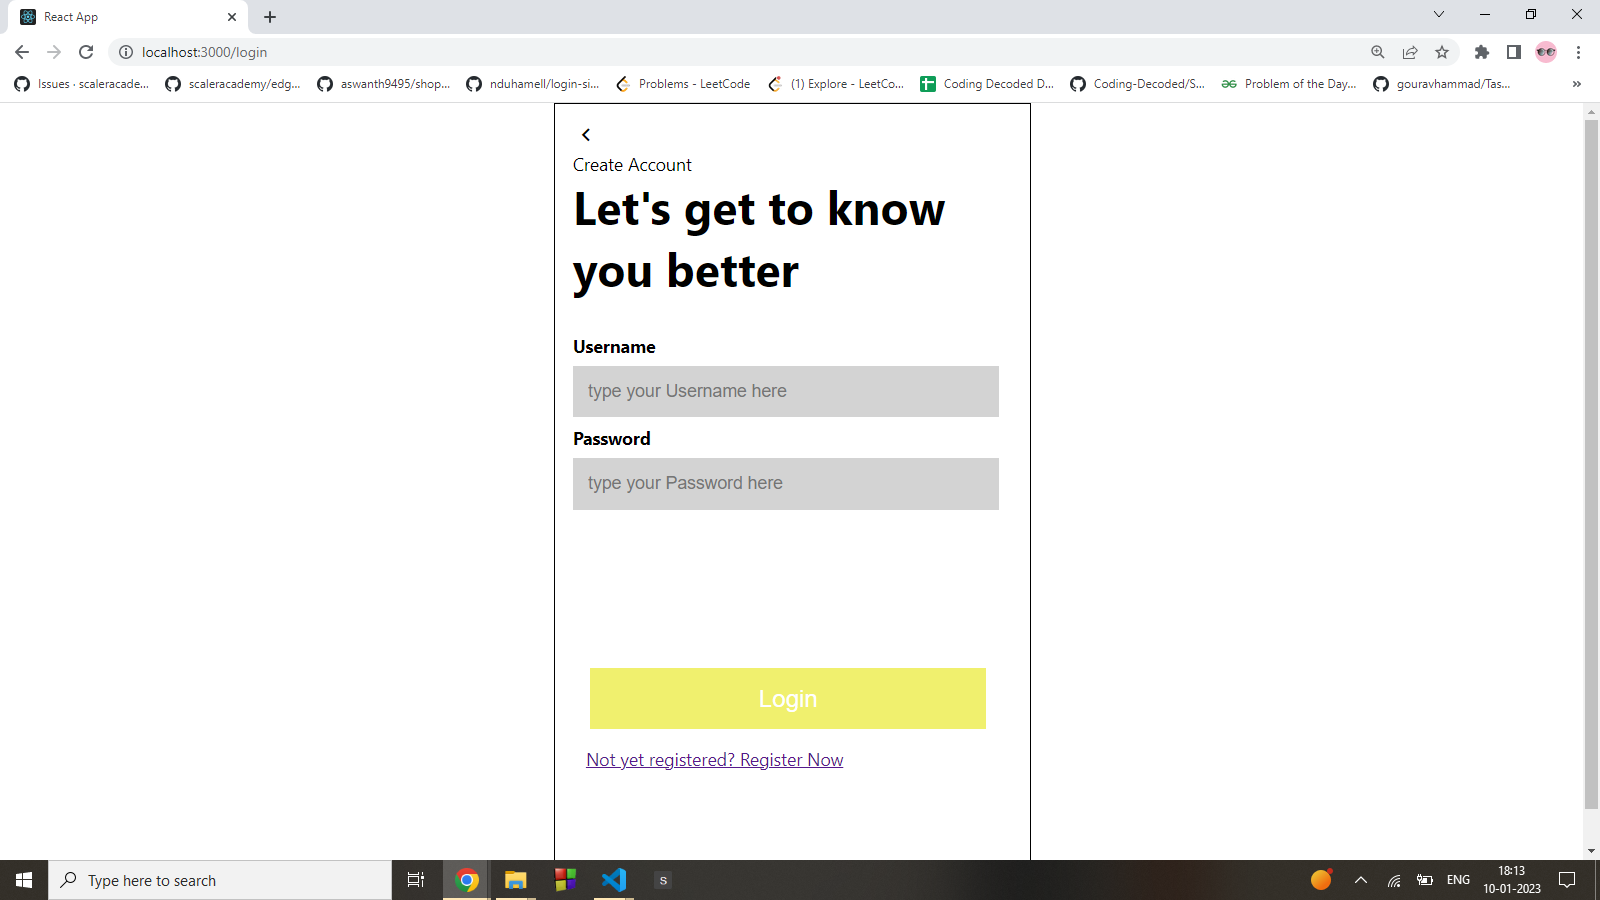 React App
localhost:3000/login
Issues · scaleracade...
scaleracademy/edg...
aswanth9495/shop...
nduhamell/login-si...
Problems - LeetCode
(1) Explore - LeetCo...
Coding Decoded D...
Coding-Decoded/S...
Problem of the Day...
gouravhammad/Tas...
Create Account
Let's get to know
you better
Username
type your Username here
Password
type your Password here
Login
Not yet registered? Register Now
Type here to search
S
ENG
18:13
10-01-2023